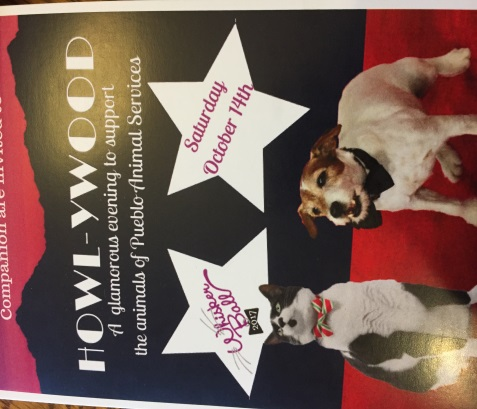 Companion are invited to
HOWL-YWOOD
A glamorous evening to support
the animals of Pueblo Animal Services
Saturday
October 14th
Whisker
Ball
2017